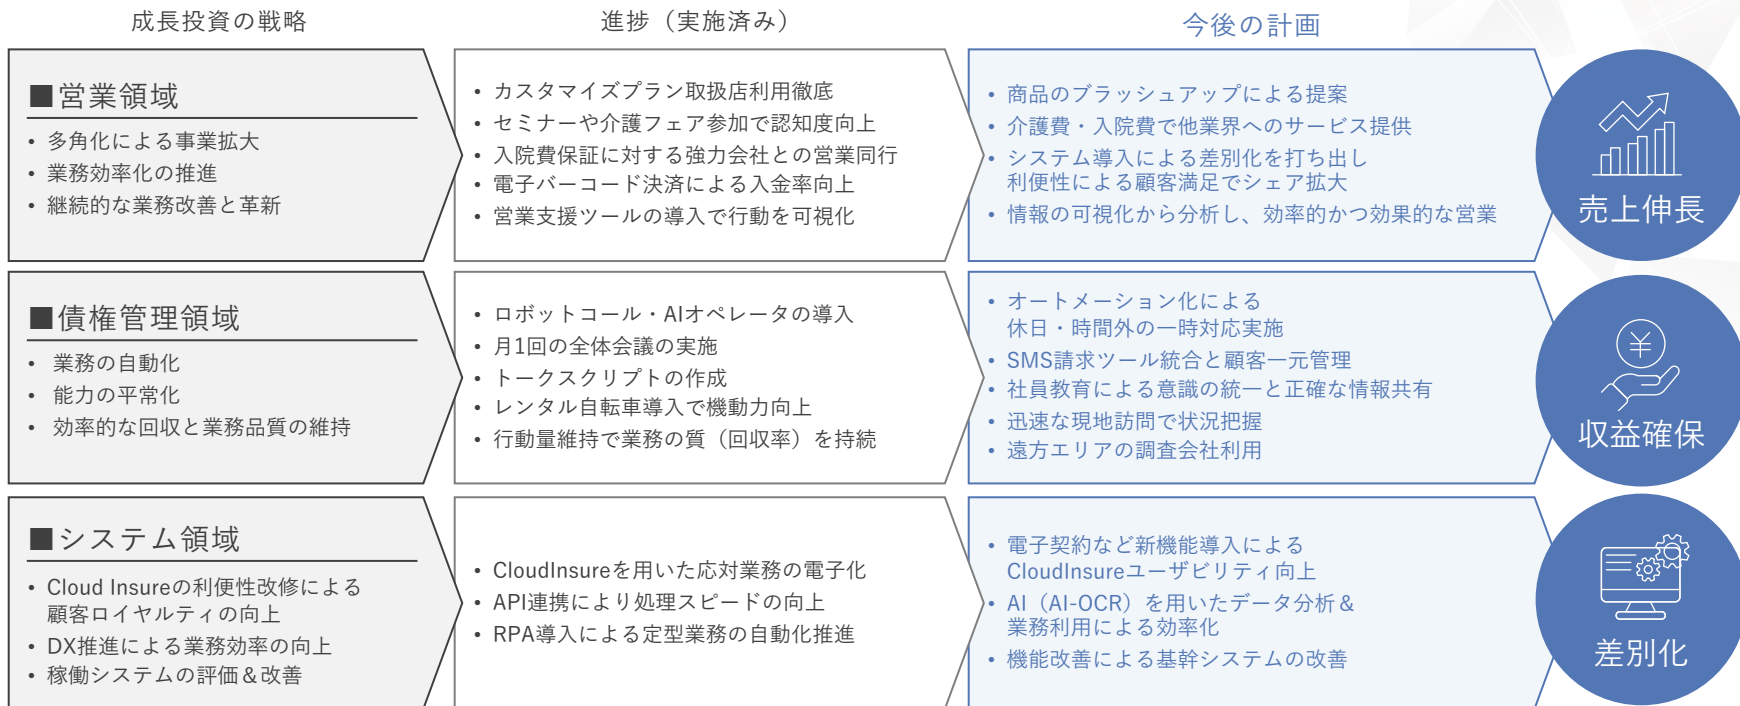 成長投資の戦略
進捗（実施済み）
今後の計画
■営業領域
• 多角化による事業拡大
• 業務効率化の推進
• 継続的な業務改善と革新
• カスタマイズプラン取扱店利用徹底
• セミナーや介護フェア参加で認知度向上
• 入院費保証に対する強力会社との営業同行
• 電子バーコード決済による入金率向上
• 営業支援ツールの導入で行動を可視化
• 商品のブラッシュアップによる提案
• 介護費・入院費で他業界へのサービス提供
• システム導入による差別化を打ち出し
利便性による顧客満足でシェア拡大
• 情報の可視化から分析し、効率的かつ効果的な営業
売上伸長
■債権管理領域
• 業務の自動化
• 能力の平常化
• 効率的な回収と業務品質の維持
• ロボットコール・AIオペレータの導入
• 月1回の全体会議の実施
• トークスクリプトの作成
• レンタル自転車導入で機動力向上
• 行動量維持で業務の質（回収率）を持続
• オートメーション化による
休日・時間外の一時対応実施
• SMS請求ツール統合と顧客一元管理
• 社員教育による意識の統一と正確な情報共有
• 迅速な現地訪問で状況把握
• 遠方エリアの調査会社利用
¥
収益確保
■システム領域
• Cloud Insureの利便性改修による
顧客ロイヤルティの向上
• DX推進による業務効率の向上
• 稼働システムの評価＆改善
• CloudInsureを用いた応対業務の電子化
• API連携により処理スピードの向上
• RPA導入による定型業務の自動化推進
• 電子契約など新機能導入による
CloudInsureユーザビリティ向上
• AI（AI-OCR）を用いたデータ分析＆
業務利用による効率化
• 機能改善による基幹システムの改善
差別化